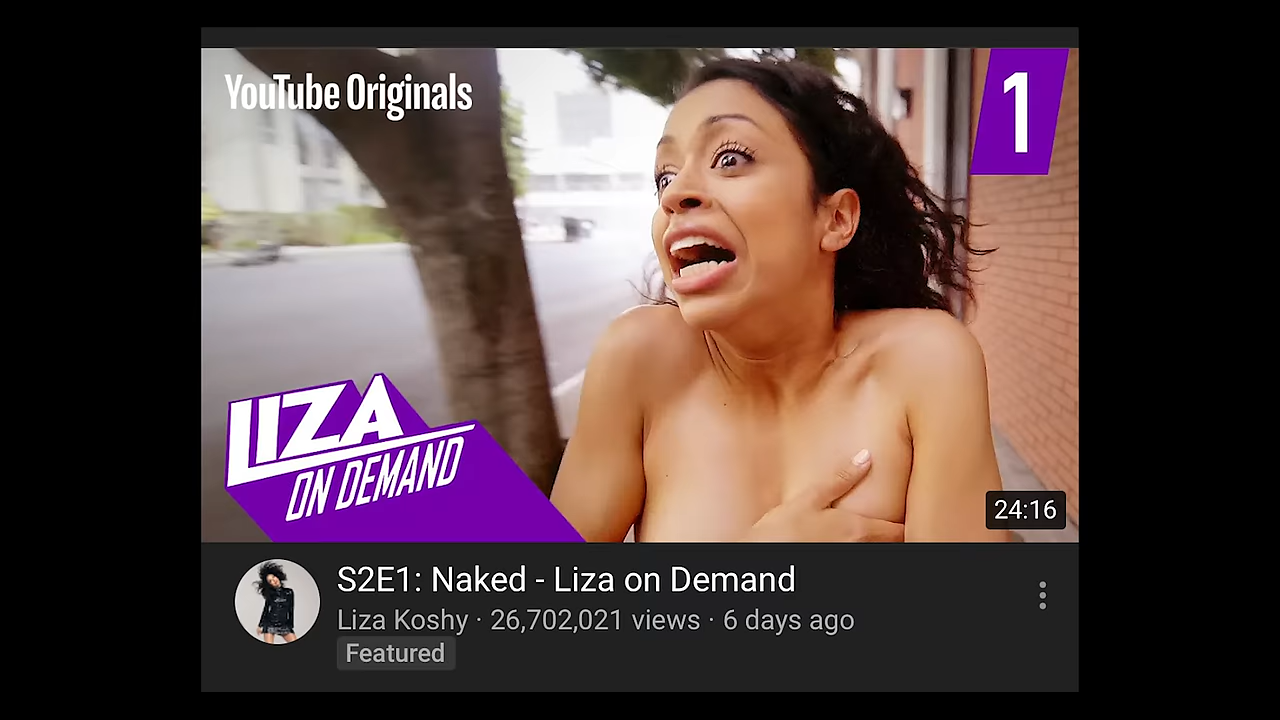 YouTube Originals
1
LIZA
ON DEMAND
24:16
S2E1: Naked - Liza on Demand
Liza Koshy · 26,702,021 views · 6 days ago
Featured